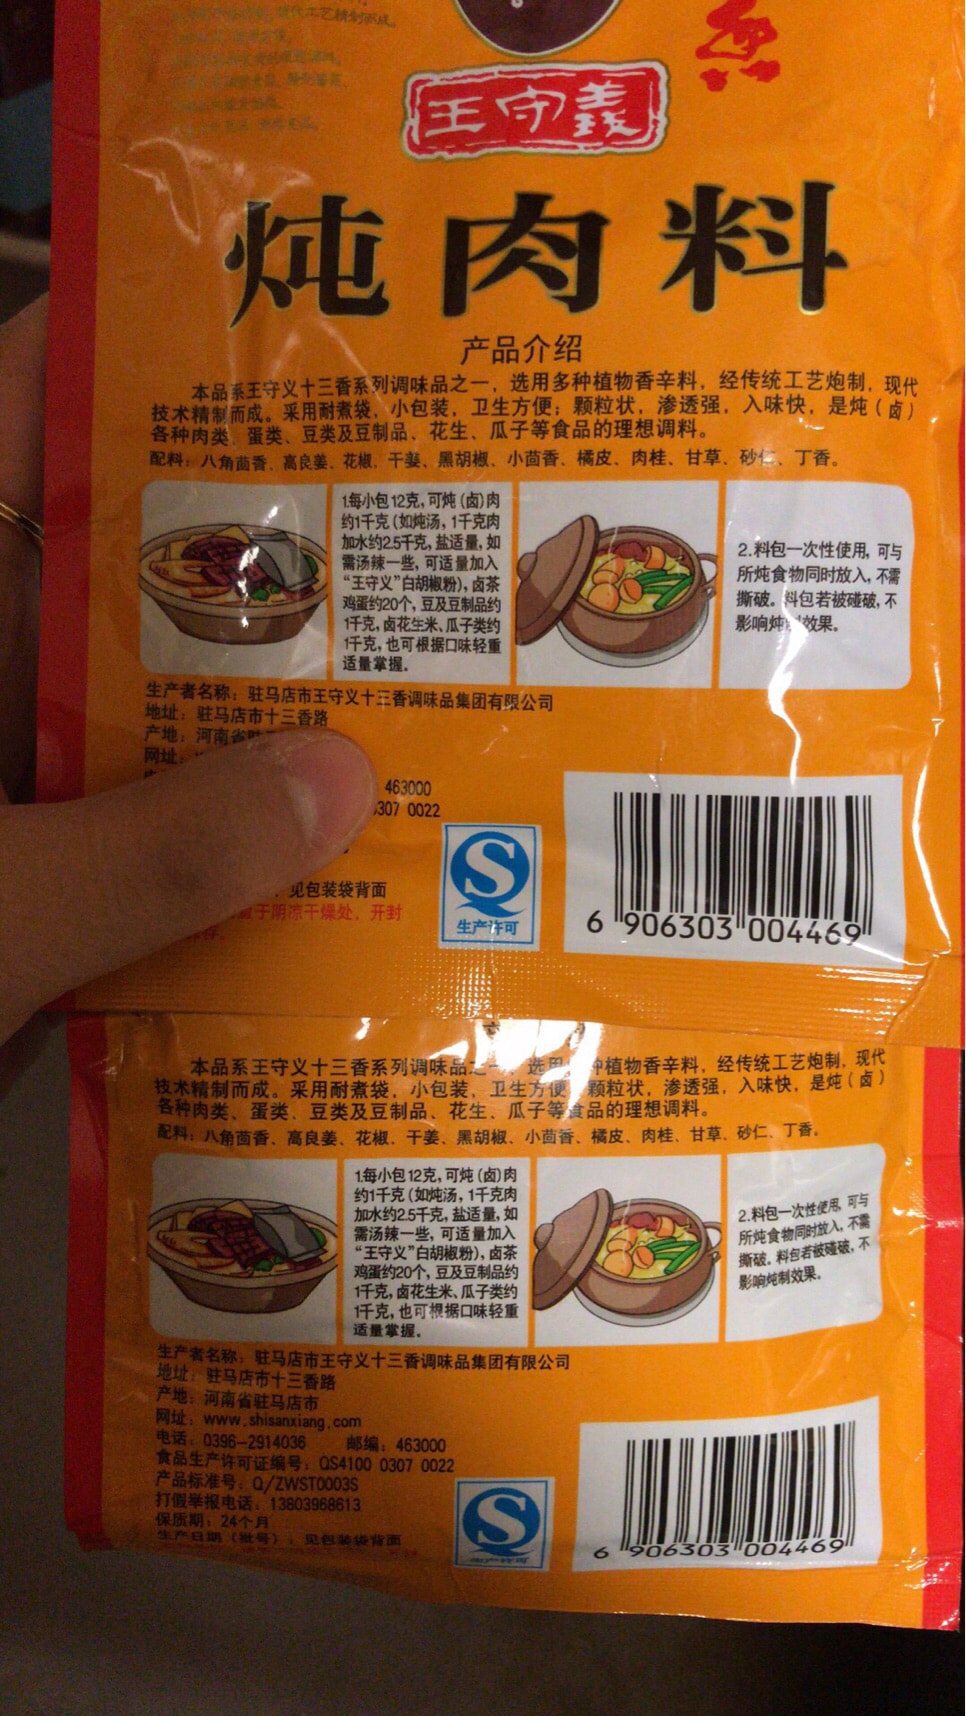 现代工艺精制而成。
王守義
炖肉料
产品介绍
本品系王守义十三香系列调味品之一，选用多种植物香辛料，经传统工艺炮制，现代
技术精制而成。采用耐煮袋，小包装，卫生方便；颗粒状，渗透强，入味快，是炖（卤）
各种肉类、蛋类、豆类及豆制品、花生、瓜子等食品的理想调料。
配料：八角茴香、高良姜、花椒、干姜、黑胡椒、小茴香、橘皮、肉桂、甘草、砂仁、丁香。
1.每小包12克，可炖（卤）肉
约1千克（如炖汤，1千克肉
加水约2.5千克，盐适量，如
需汤辣一些，可适量加入
“王守义”白胡椒粉），卤茶
鸡蛋约20个，豆及豆制品约
1千克，卤花生米、瓜子类约
1千克，也可根据口味轻重
适量掌握。
2.料包一次性使用，可与
所炖食物同时放入，不需
撕破。料包若被碰破，不
影响炖制效果。
生产者名称：驻马店市王守义十三香调味品集团有限公司
地址：驻马店市十三香路
产地：河南省驻
网址：
463000
307 0022
见包装袋背面
于阴凉干燥处，开封
生产许可
6 906303 004469
本品系王守义十三香系列调味品之一，选用 种植物香辛料，经传统工艺炮制，现代
技术精制而成。采用耐煮袋，小包装，卫生方便；颗粒状，渗透强，入味快，是炖（卤）
各种肉类、蛋类、豆类及豆制品、花生、瓜子等食品的理想调料。
配料：八角茴香、高良姜、花椒、干姜、黑胡椒、小茴香、橘皮、肉桂、甘草、砂仁、丁香。
1.每小包12克，可炖（卤）肉
约1千克（如炖汤，1千克肉
加水约2.5千克，盐适量，如
需汤辣一些，可适量加入
“王守义”白胡椒粉），卤茶
鸡蛋约20个，豆及豆制品约
1千克，卤花生米、瓜子类约
1千克，也可根据口味轻重
适量掌握。
2.料包一次性使用，可与
所炖食物同时放入，不需
撕破。料包若被碰破，不
影响炖制效果。
生产者名称：驻马店市王守义十三香调味品集团有限公司
地址：驻马店市十三香路
产地：河南省驻马店市
网址：www.shisanxiang.com
电话：0396-2914036 邮编：463000
食品生产许可证编号：QS4100 0307 0022
产品标准号：Q/ZWST0003S
打假举报电话：13803968613
保质期：24个月
生产日期（批号）：见包装袋背面
生产许可
6 906303 004469